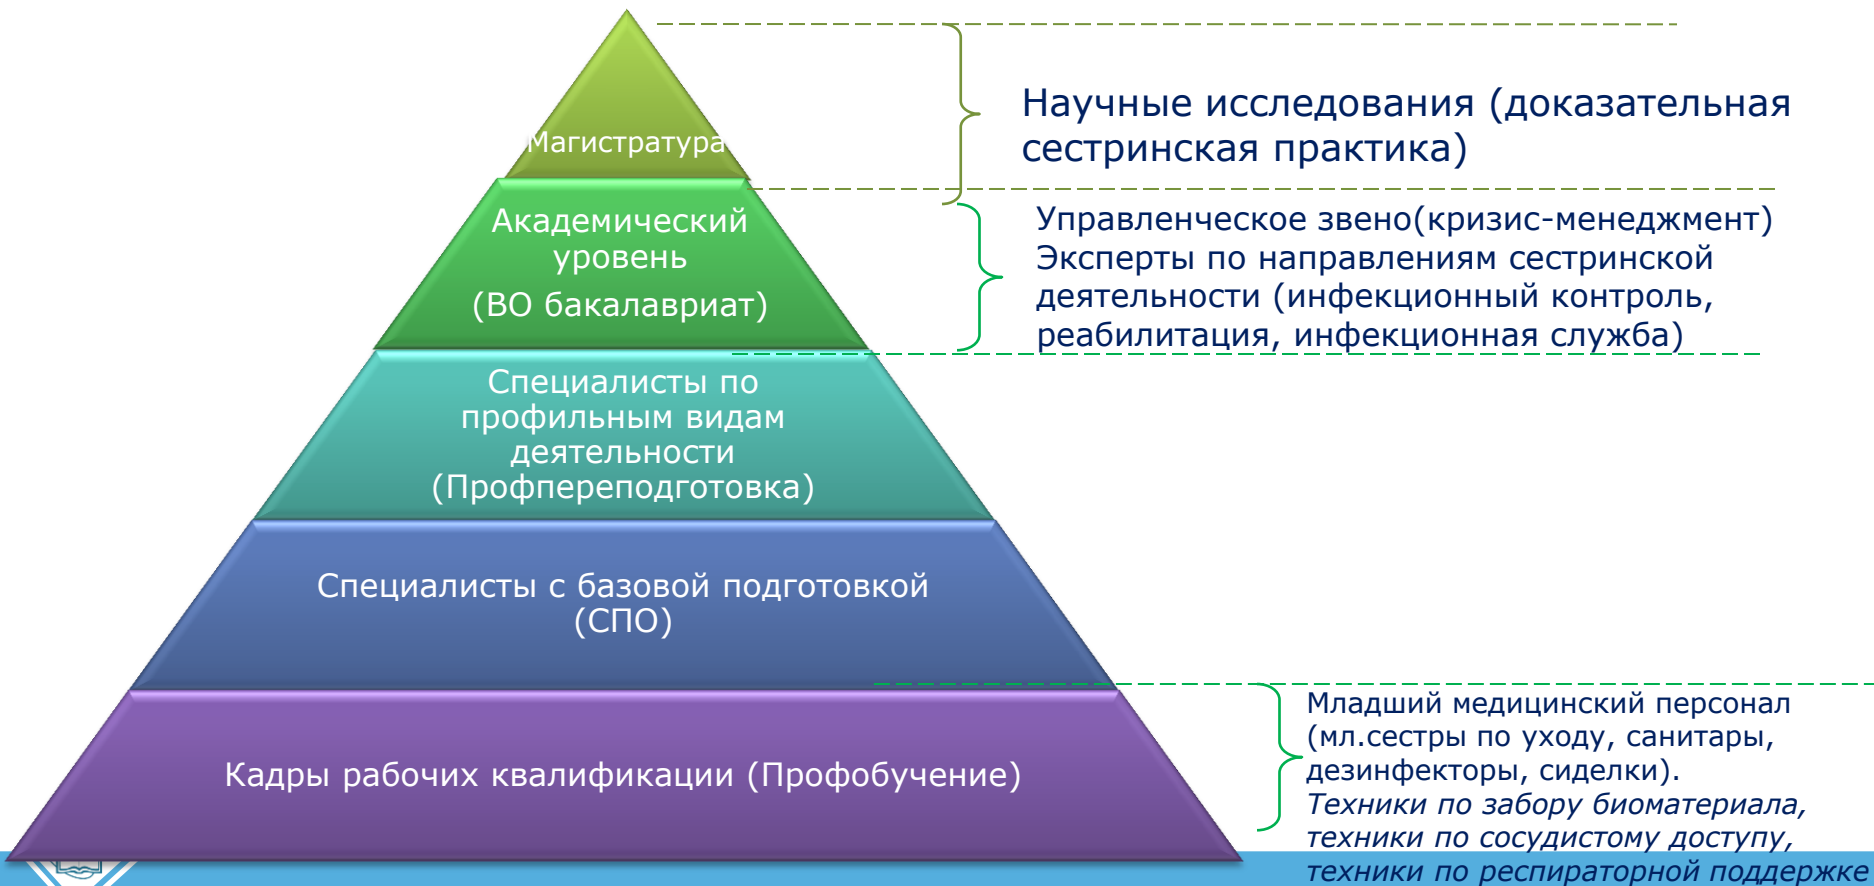 Магистратура
Научные исследования (доказательная
сестринская практика)
Академический
уровень
(ВО бакалавриат)
Управленческое звено(кризис-менеджмент)
Эксперты по направлениям сестринской
деятельности (инфекционный контроль,
реабилитация, инфекционная служба)
Специалисты по
профильным видам
деятельности
(Профпереподготовка)
Специалисты с базовой подготовкой
(СПО)
Кадры рабочих квалификации (Профобучение)
Младший медицинский персонал
(мл.сестры по уходу, санитары,
дезинфекторы, сиделки).
Техники по забору биоматериала,
техники по сосудистому доступу,
техники по респираторной поддержке